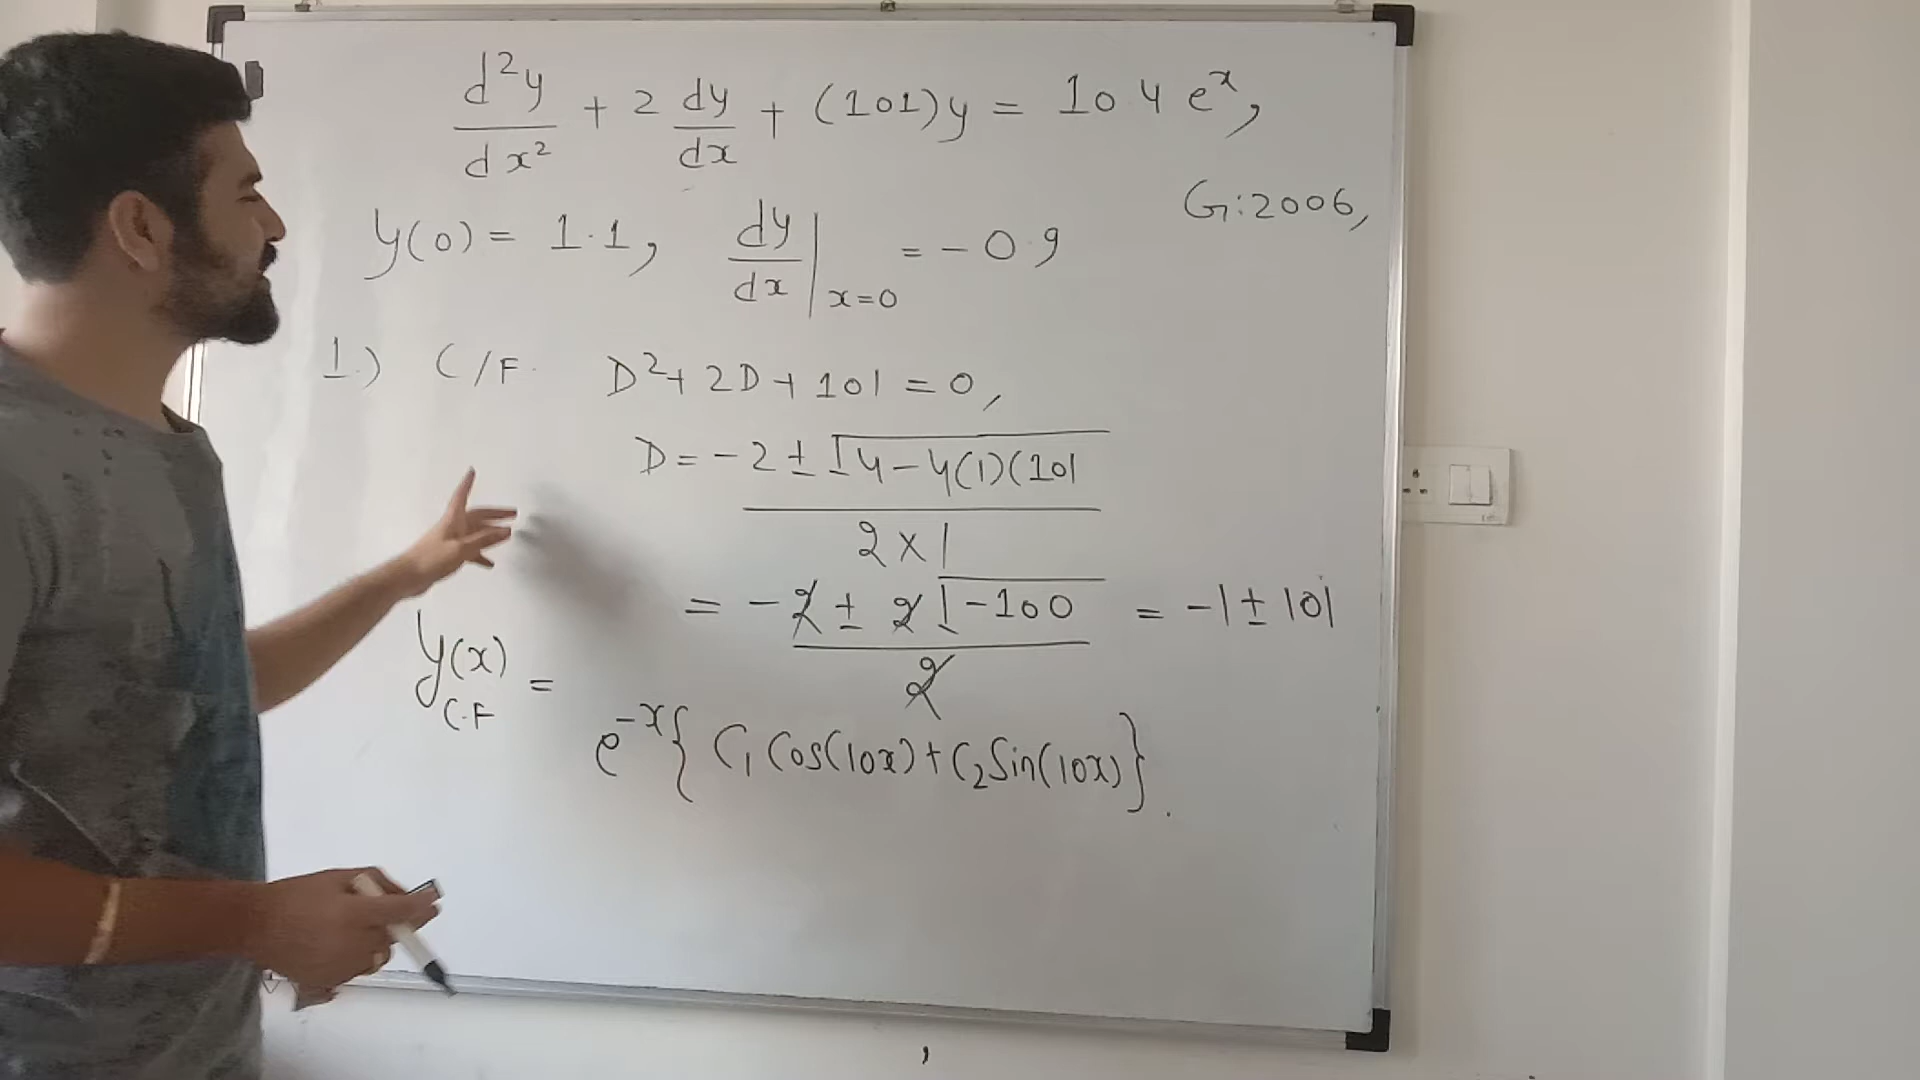 d²y/dx² + 2 dy/dx + (101)y = 104 eˣ,
G:2006,
y(0) = 1.1, dy/dx |x=0 = -0.9
1.) C/F. D²+2D+101=0,
D = -2 ± √4-4(1)(101
2×1
= -2 ± 2√-100 / 2 = -1 ± 10i
y(x) C.F =
e^-x { C₁ Cos(10x) + C₂ Sin(10x) }.